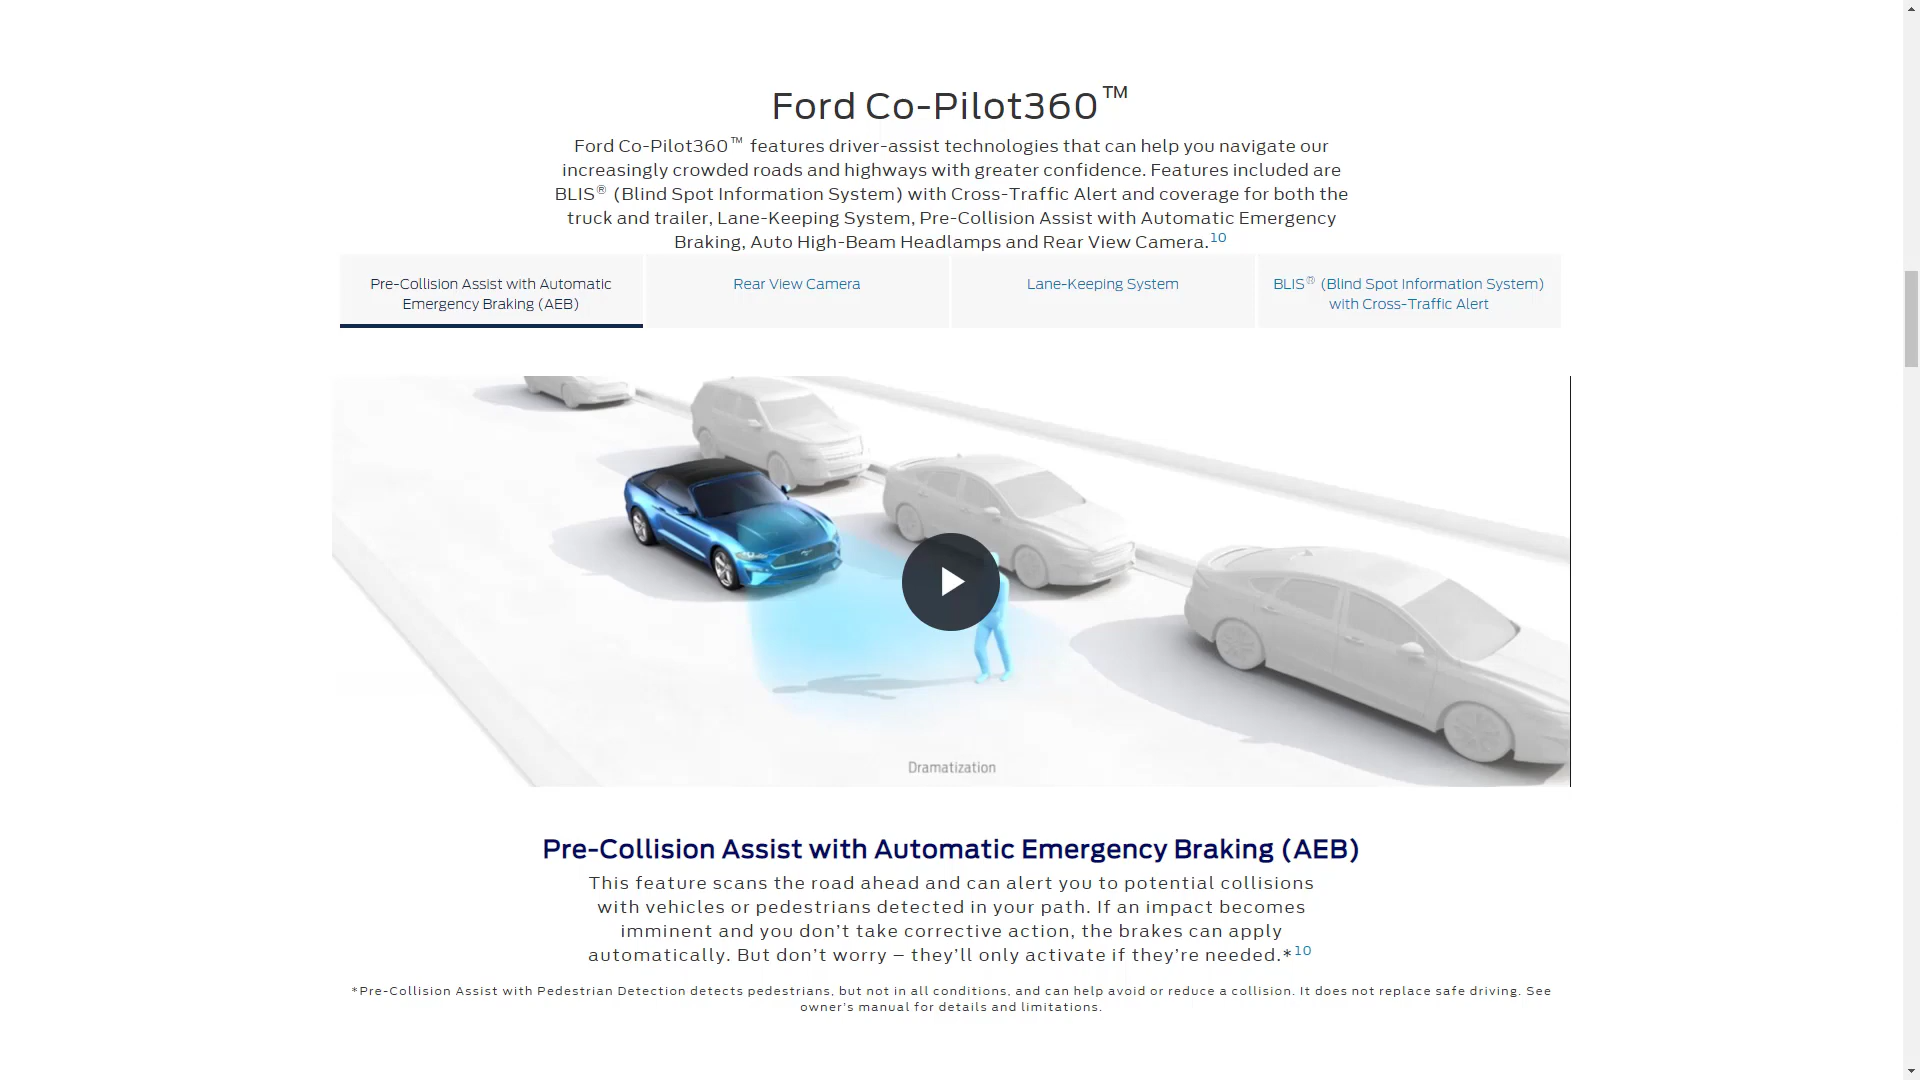 Ford Co-Pilot360™
Ford Co-Pilot360™ features driver-assist technologies that can help you navigate our
increasingly crowded roads and highways with greater confidence. Features included are
BLIS® (Blind Spot Information System) with Cross-Traffic Alert and coverage for both the
truck and trailer, Lane-Keeping System, Pre-Collision Assist with Automatic Emergency
Braking, Auto High-Beam Headlamps and Rear View Camera.10
Pre-Collision Assist with Automatic
Emergency Braking (AEB)
Rear View Camera
Lane-Keeping System
BLIS® (Blind Spot Information System)
with Cross-Traffic Alert
Dramatization
Pre-Collision Assist with Automatic Emergency Braking (AEB)
This feature scans the road ahead and can alert you to potential collisions
with vehicles or pedestrians detected in your path. If an impact becomes
imminent and you don’t take corrective action, the brakes can apply
automatically. But don’t worry – they’ll only activate if they’re needed.*10
*Pre-Collision Assist with Pedestrian Detection detects pedestrians, but not in all conditions, and can help avoid or reduce a collision. It does not replace safe driving. See
owner’s manual for details and limitations.